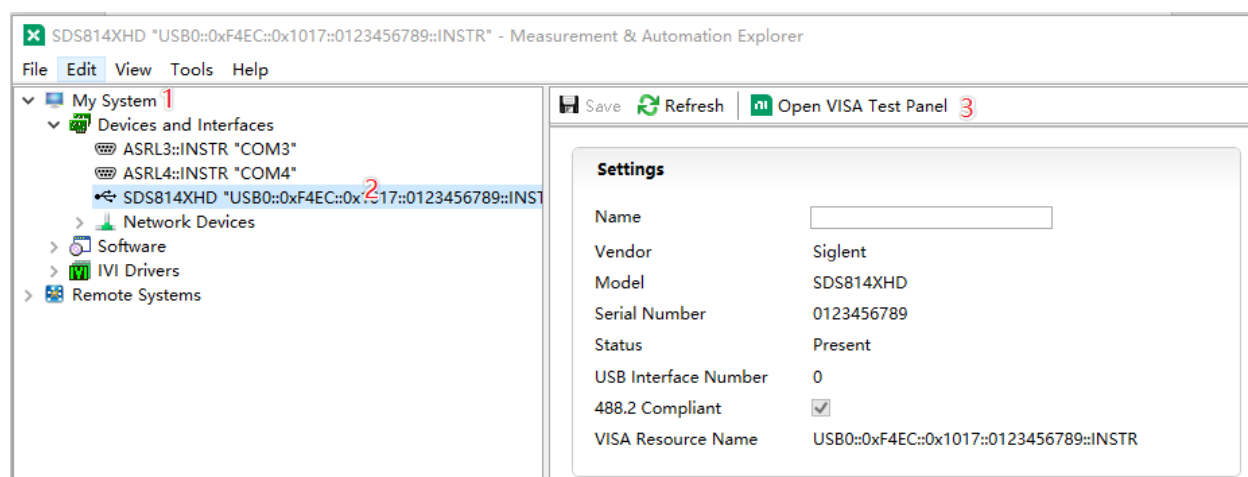 SDS814XHD "USB0::0xF4EC::0x1017::0123456789::INSTR" - Measurement & Automation Explorer
File Edit View Tools Help
My System 1
Devices and Interfaces
ASRL3::INSTR "COM3"
ASRL4::INSTR "COM4"
SDS814XHD "USB0::0xF4EC::0x1017::0123456789::INST
2
Network Devices
Software
IVI Drivers
Remote Systems
Save Refresh Open VISA Test Panel 3
Settings
Name
Vendor Siglent
Model SDS814XHD
Serial Number 0123456789
Status Present
USB Interface Number 0
488.2 Compliant
VISA Resource Name USB0::0xF4EC::0x1017::0123456789::INSTR